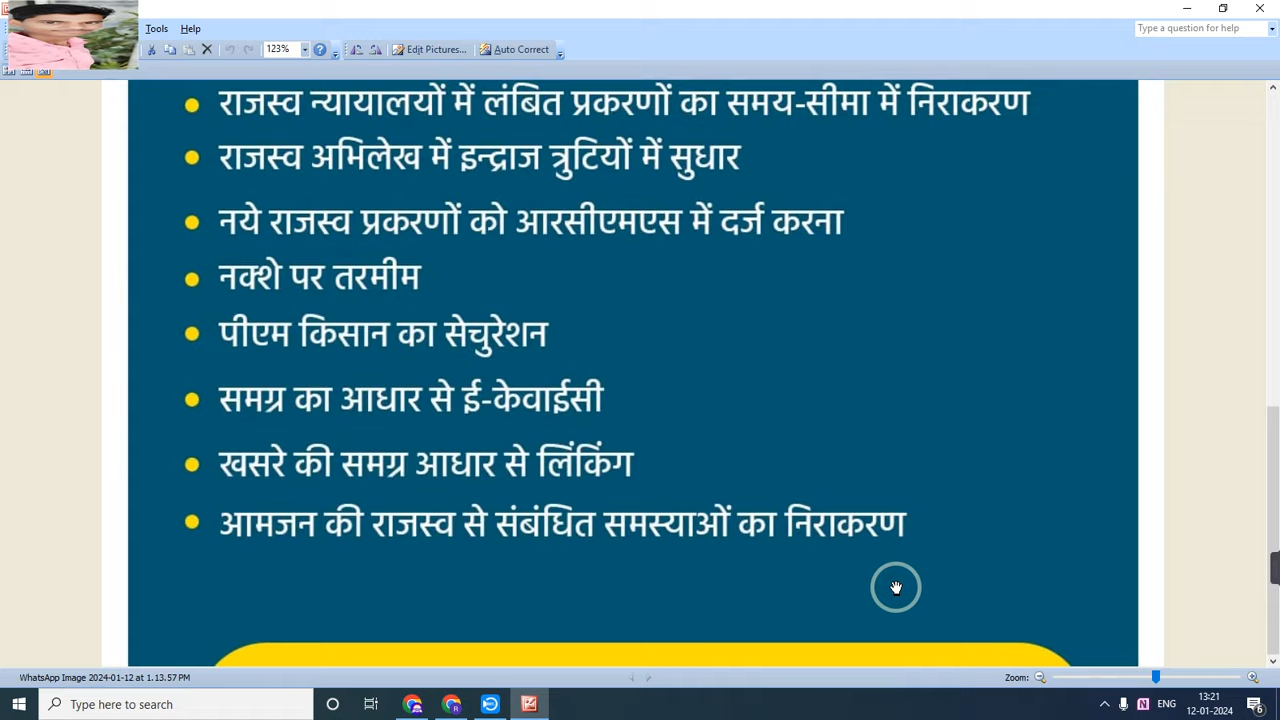 Tools Help
Type a question for help
123%
Edit Pictures...
Auto Correct
राजस्व न्यायालयों में लंबित प्रकरणों का समय-सीमा में निराकरण
राजस्व अभिलेख में इन्द्राज त्रुटियों में सुधार
नये राजस्व प्रकरणों को आरसीएमएस में दर्ज करना
नक्शे पर तरमीम
पीएम किसान का सेचुरेशन
समग्र का आधार से ई-केवाईसी
खसरे की समग्र आधार से लिंकिंग
आमजन की राजस्व से संबंधित समस्याओं का निराकरण
WhatsApp Image 2024-01-12 at 1.13.57 PM
Zoom:
Type here to search
ENG
13:21
12-01-2024
6